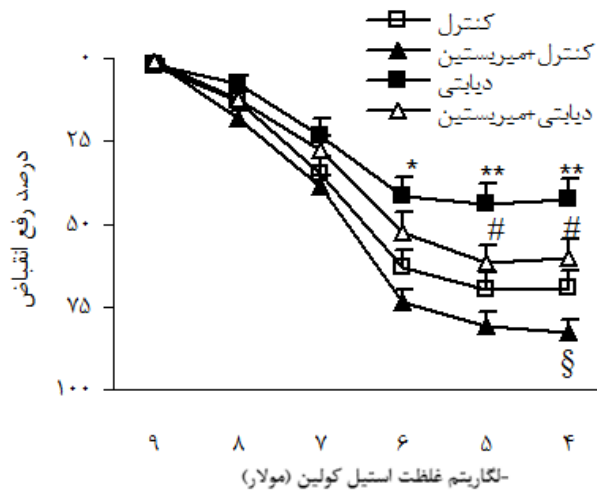 کنترل
کنترل+میریستین
دیابتی
دیابتی+میریستین
۰
۲۵
۵۰
۷۵
۱۰۰
درصد رفع انقباض
* ** **
# #
§
۹ ۸ ۷ ۶ ۵ ۴
-لگاریتم غلظت استیل کولین (مولار)